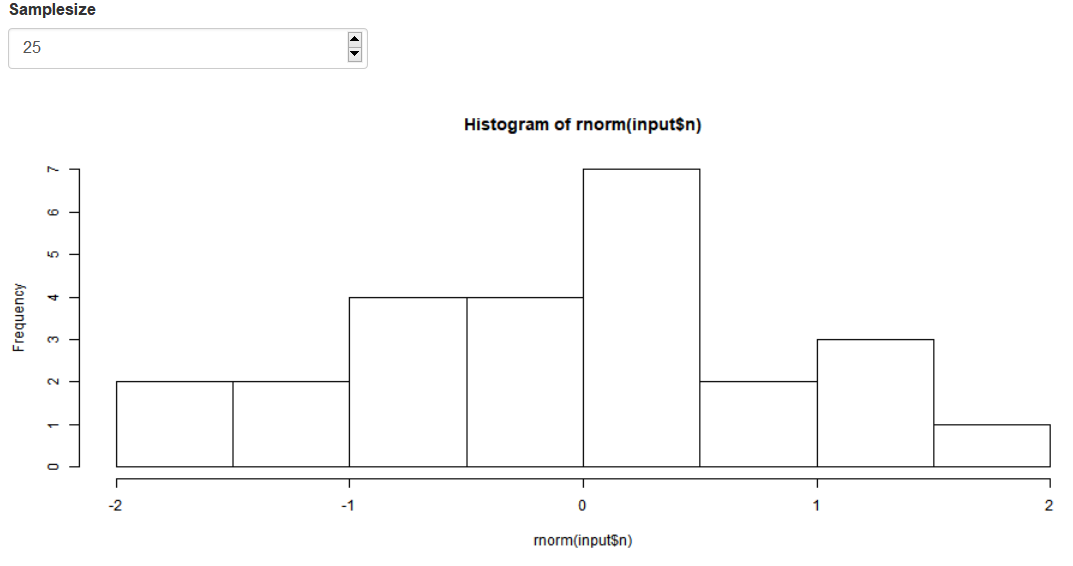 Samplesize
25
Histogram of rnorm(input$n)
Frequency
7
6
5
4
3
2
1
0
-2 -1 0 1 2
rnorm(input$n)